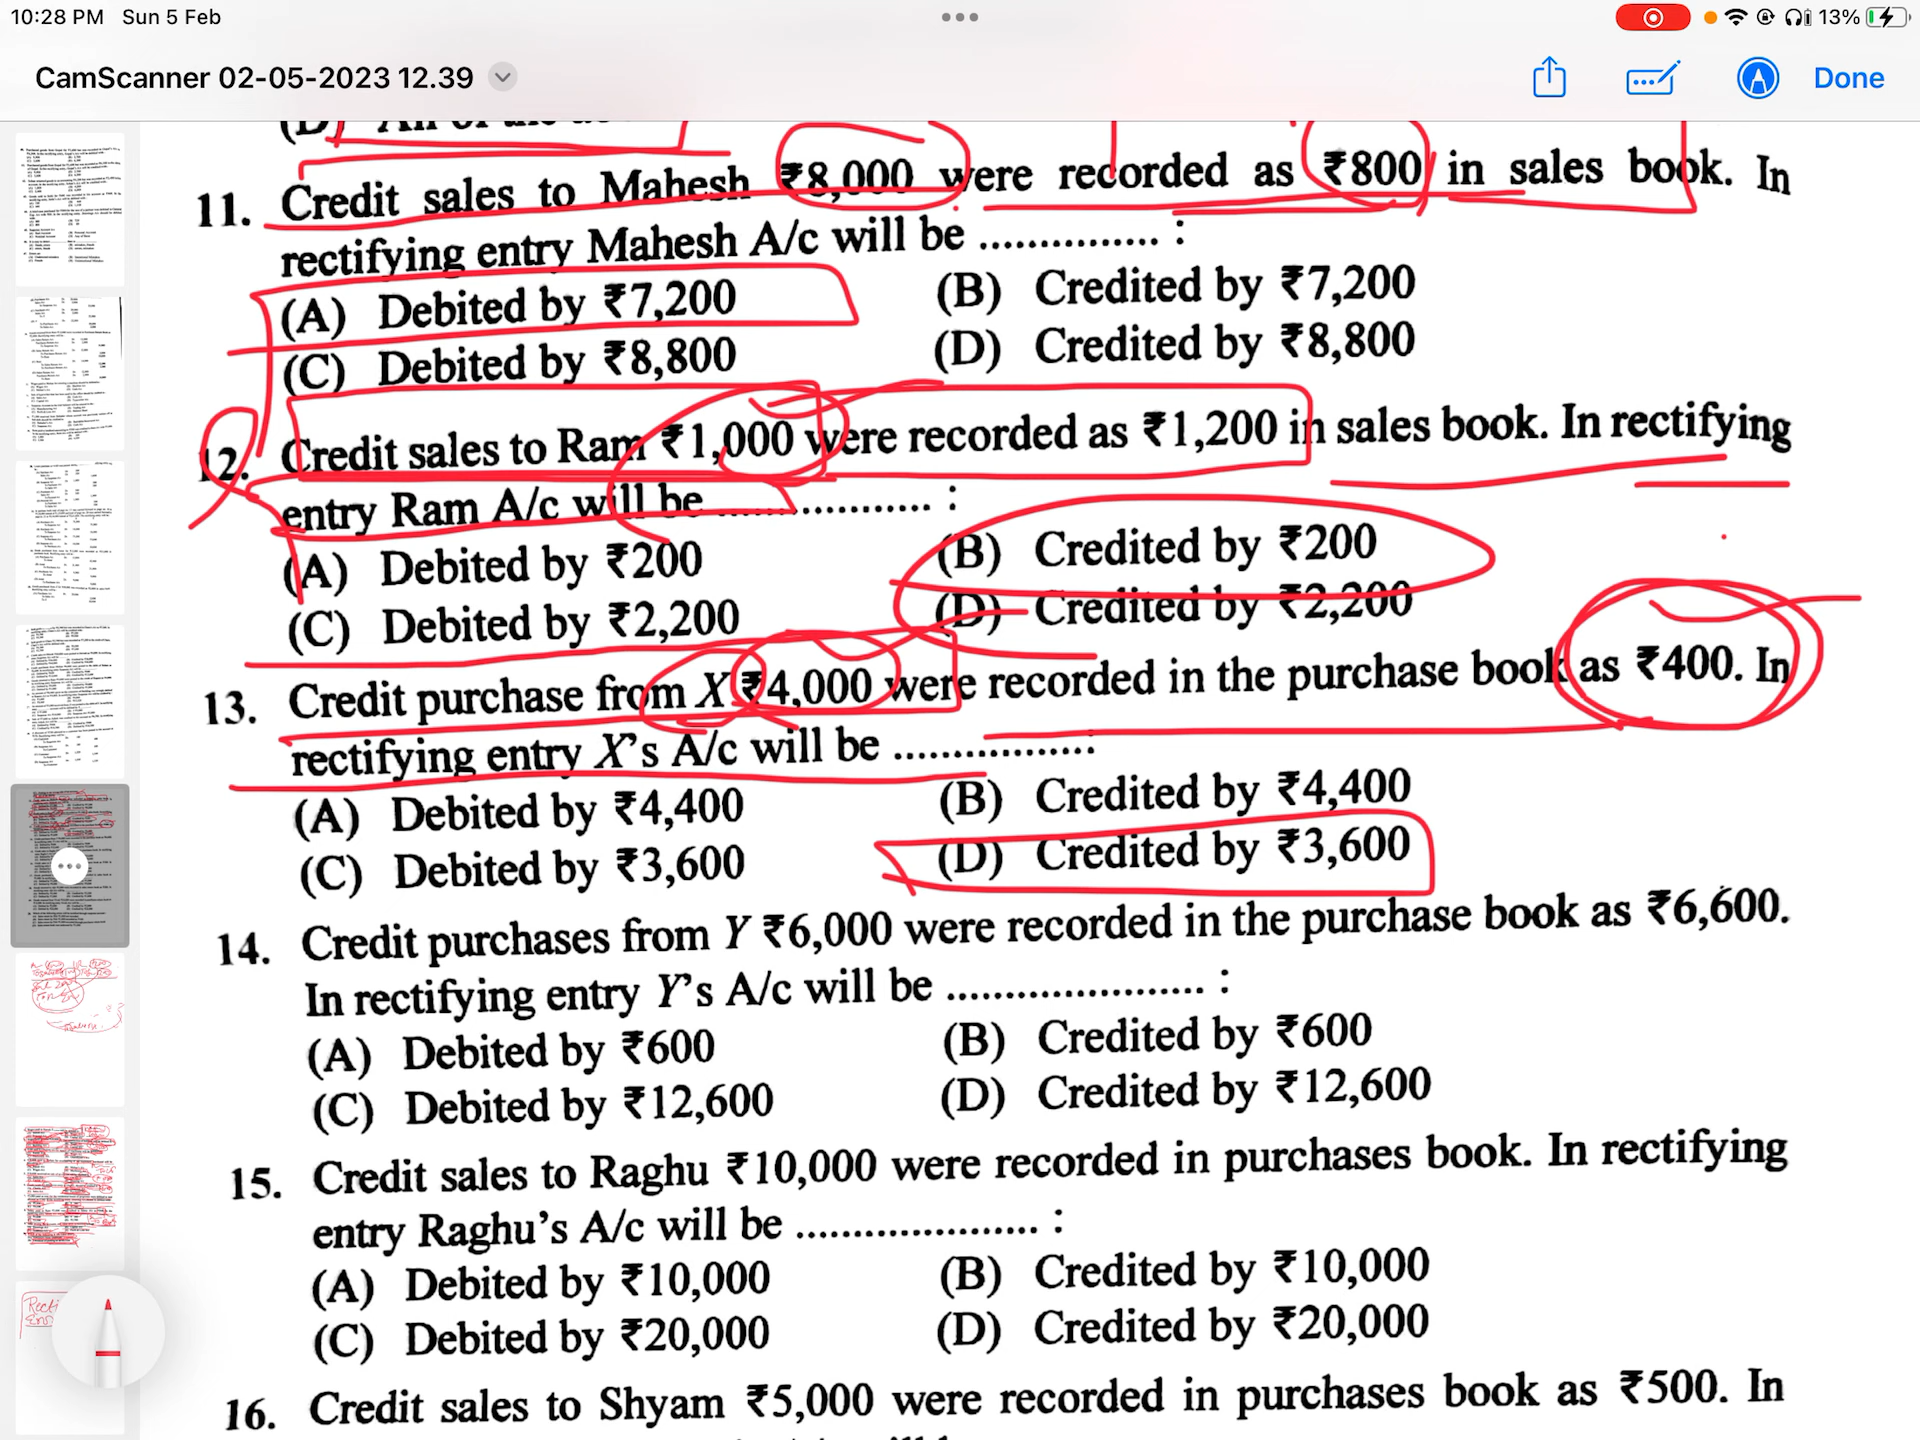 10:28 PM Sun 5 Feb
13%
CamScanner 02-05-2023 12.39
Done
11. Credit sales to Mahesh ₹8,000 were recorded as ₹800 in sales book. In
rectifying entry Mahesh A/c will be ................ :
(A) Debited by ₹7,200 (B) Credited by ₹7,200
(C) Debited by ₹8,800 (D) Credited by ₹8,800
12. Credit sales to Ram ₹1,000 were recorded as ₹1,200 in sales book. In rectifying
entry Ram A/c will be ..................... :
(A) Debited by ₹200 (B) Credited by ₹200
(C) Debited by ₹2,200 (D) Credited by ₹2,200
13. Credit purchase from X ₹4,000 were recorded in the purchase book as ₹400. In
rectifying entry X's A/c will be .................. :
(A) Debited by ₹4,400 (B) Credited by ₹4,400
(C) Debited by ₹3,600 (D) Credited by ₹3,600
14. Credit purchases from Y ₹6,000 were recorded in the purchase book as ₹6,600.
In rectifying entry Y's A/c will be ....................... :
(A) Debited by ₹600 (B) Credited by ₹600
(C) Debited by ₹12,600 (D) Credited by ₹12,600
15. Credit sales to Raghu ₹10,000 were recorded in purchases book. In rectifying
entry Raghu's A/c will be ..................... :
(A) Debited by ₹10,000 (B) Credited by ₹10,000
(C) Debited by ₹20,000 (D) Credited by ₹20,000
16. Credit sales to Shyam ₹5,000 were recorded in purchases book as ₹500. In